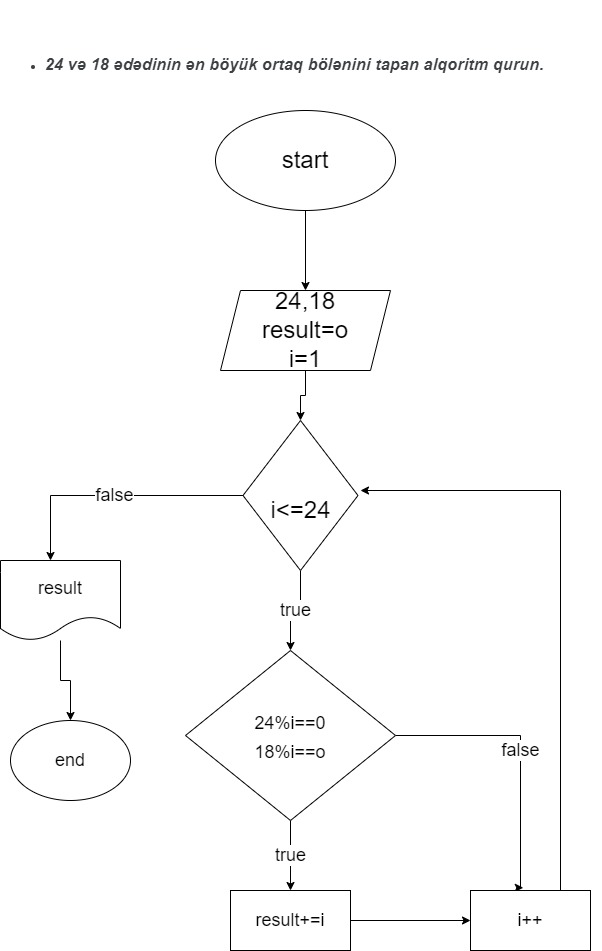 24 və 18 ədədinin ən böyük ortaq bölənini tapan alqoritm qurun.
start
24,18
result=o
i=1
i<=24
false
result
end
true
24%i==0
18%i==o
false
true
result+=i
i++